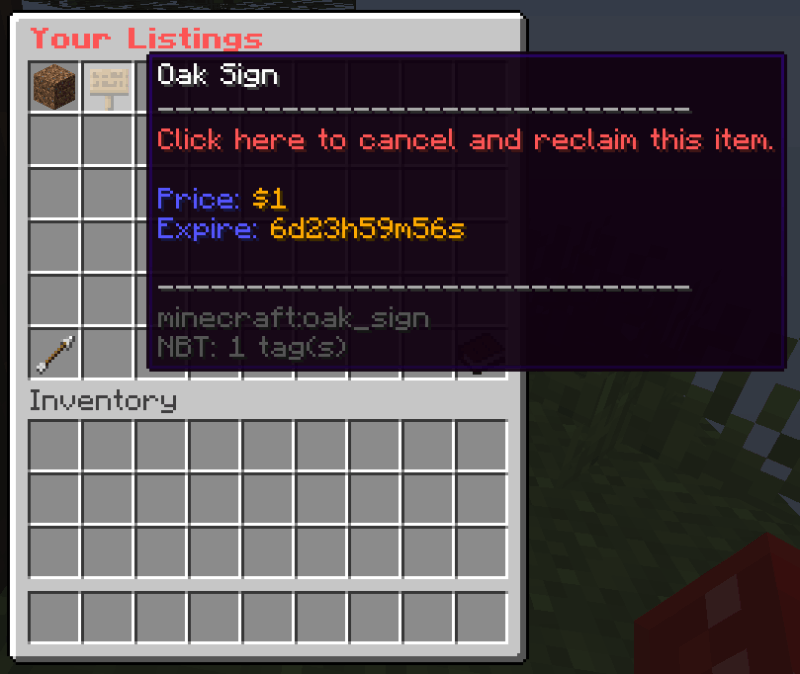 Your Listings
Oak Sign
------------------------------
Click here to cancel and reclaim this item.
Price: $1
Expire: 6d23h59m56s
------------------------------
minecraft:oak_sign
NBT: 1 tag(s)
Inventory